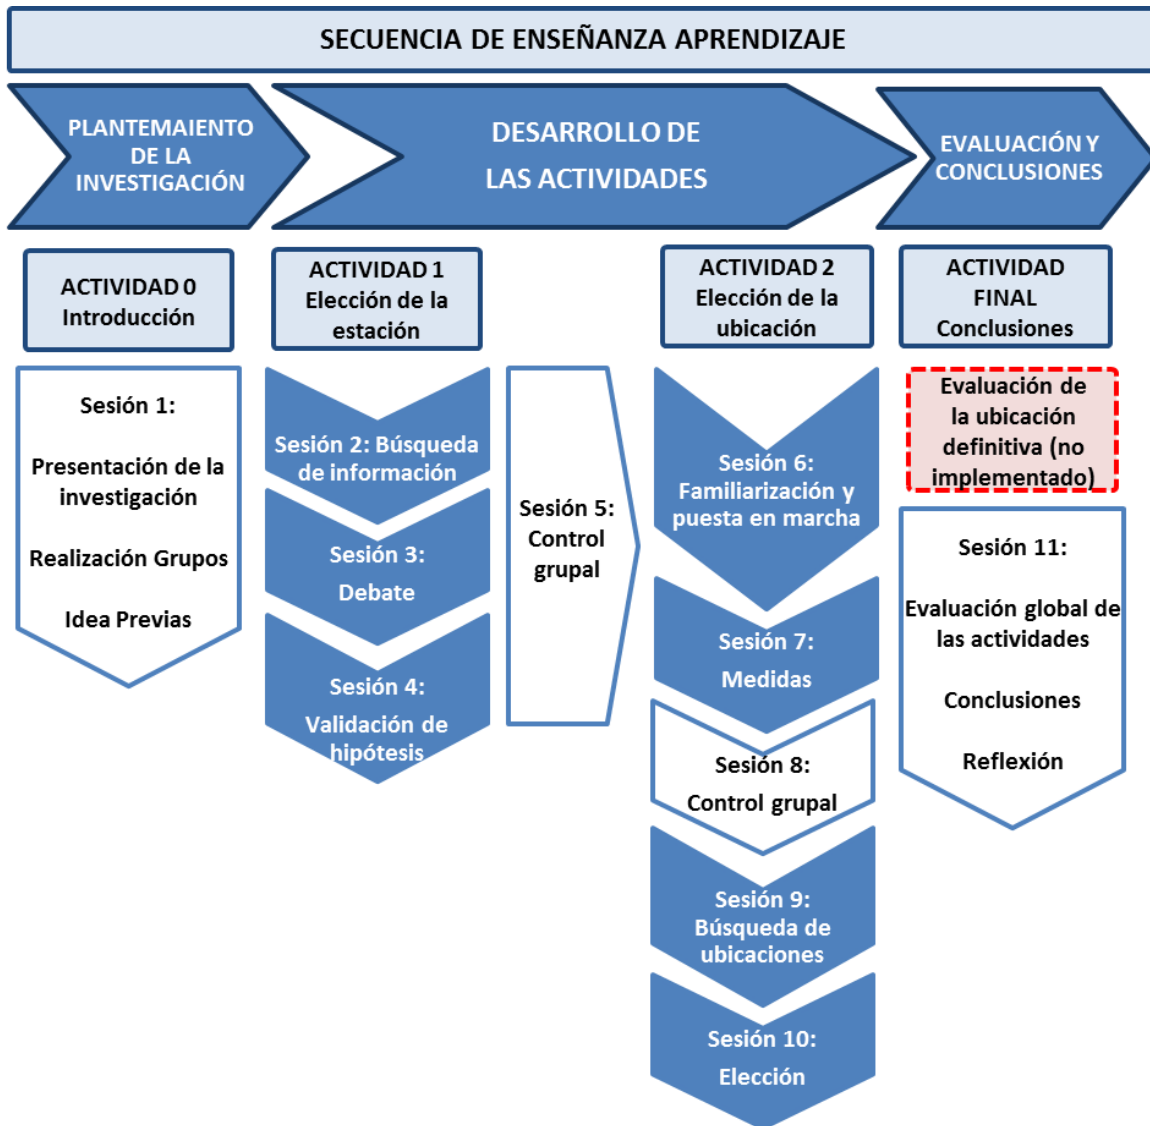 SECUENCIA DE ENSEÑANZA APRENDIZAJE
PLANTEMAIENTO
DE LA
INVESTIGACIÓN
DESARROLLO DE
LAS ACTIVIDADES
EVALUACIÓN Y
CONCLUSIONES
ACTIVIDAD 0
Introducción
ACTIVIDAD 1
Elección de la
estación
ACTIVIDAD 2
Elección de la
ubicación
ACTIVIDAD
FINAL
Conclusiones
Sesión 1:
Presentación de la
investigación
Realización Grupos
Idea Previas
Sesión 2: Búsqueda
de información
Sesión 3:
Debate
Sesión 4:
Validación de
hipótesis
Sesión 5:
Control
grupal
Sesión 6:
Familiarización y
puesta en marcha
Sesión 7:
Medidas
Sesión 8:
Control grupal
Sesión 9:
Búsqueda de
ubicaciones
Sesión 10:
Elección
Evaluación de
la ubicación
definitiva (no
implementado)
Sesión 11:
Evaluación global de
las actividades
Conclusiones
Reflexión